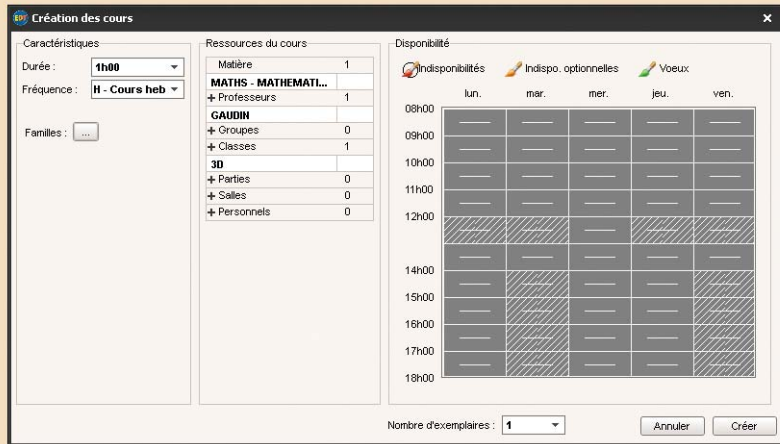 EDT Création des cours
Caractéristiques
Durée : 1h00
Fréquence : H - Cours heb
Familles : ...
Ressources du cours
Matière 1
MATHS - MATHEMATI...
+ Professeurs 1
GAUDIN
+ Groupes 0
+ Classes 1
3D
+ Parties 0
+ Salles 0
+ Personnels 0
Disponibilité
Indisponibilités Indispo. optionnelles Voeux
lun. mar. mer. jeu. ven.
08h00
09h00
10h00
11h00
12h00
14h00
15h00
16h00
17h00
18h00
Nombre d'exemplaires : 1 Annuler Créer